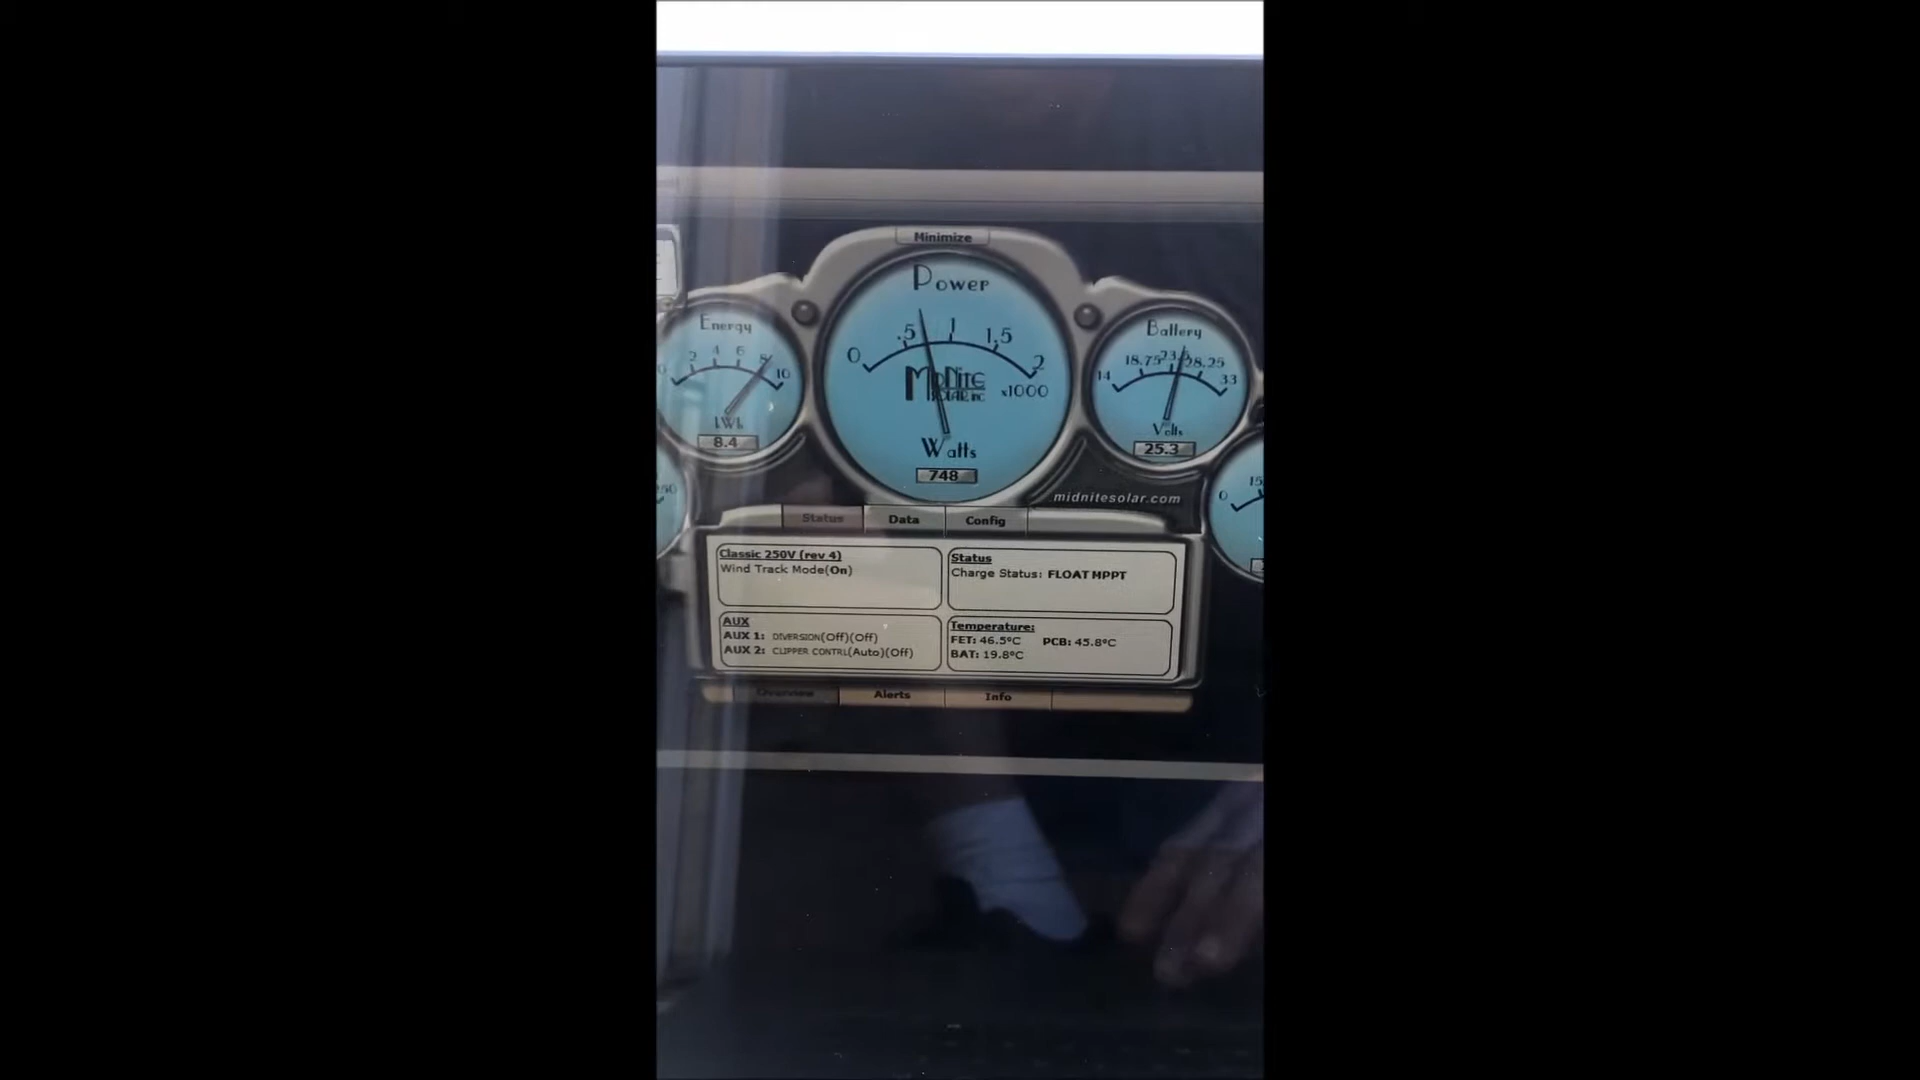 Minimize
Power
0 .5 1 1.5 2
x1000
MidNite
SOLAR INC
Watts
748
Energy
0 2 4 6 8 10
kWh
8.4
Battery
14 18.75 28.25 33
Volts
25.3
midnitesolar.com
250
0
Status Data Config
Classic 250V (rev 4)
Wind Track Mode(On)
Status
Charge Status: FLOAT MPPT
AUX
AUX 1: DIVERSION(Off)(Off)
AUX 2: CLIPPER CONTRL(Auto)(Off)
Temperature:
FET: 46.5°C PCB: 45.8°C
BAT: 19.8°C
Overview Alerts Info